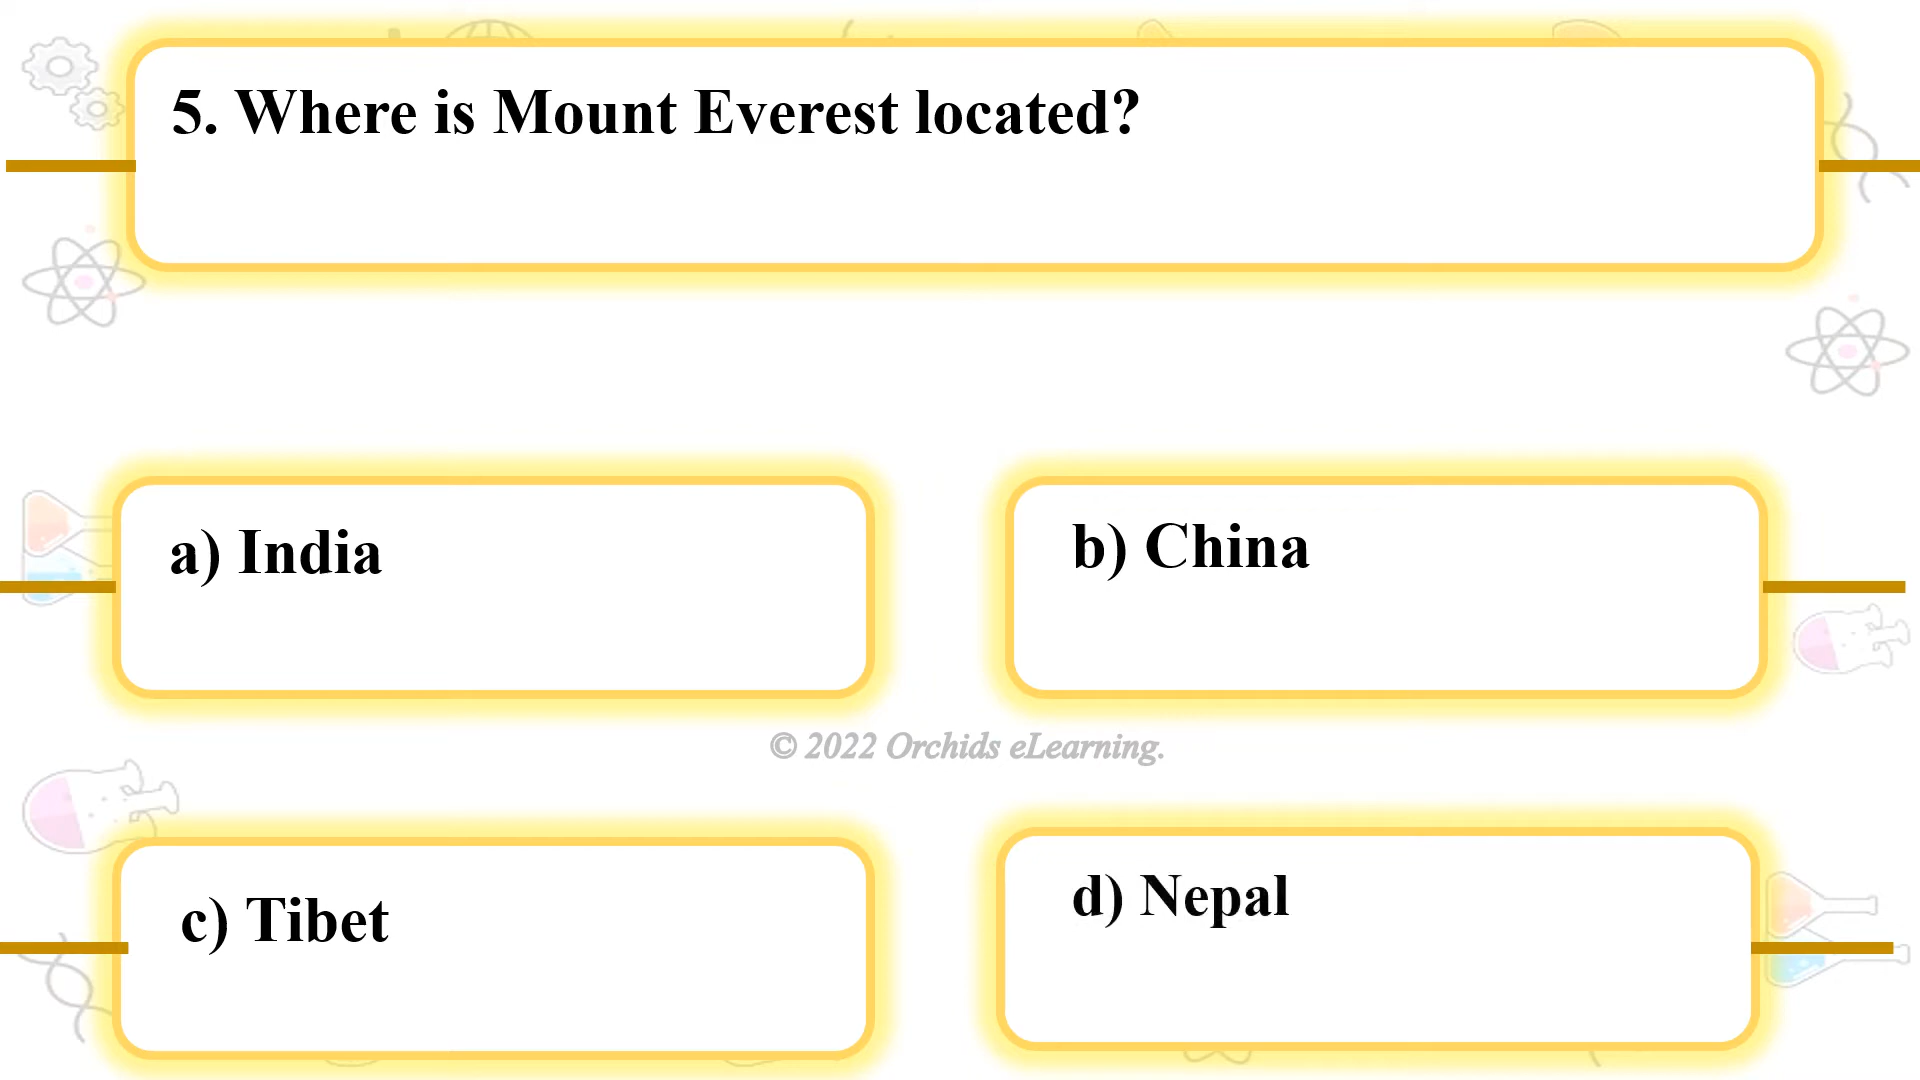 5. Where is Mount Everest located?
a) India
b) China
© 2022 Orchids eLearning.
c) Tibet
d) Nepal